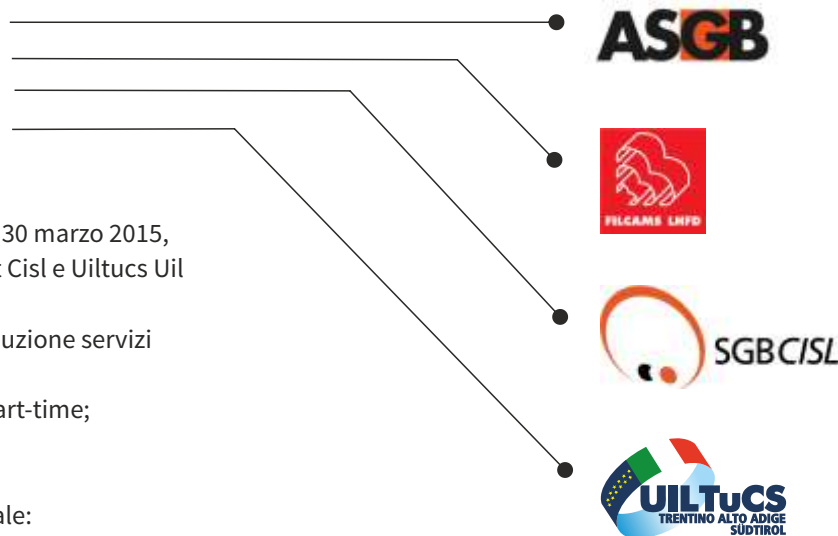 ASGB
FILCAMS LHFD
30 marzo 2015,
Cisl e Uiltucs Uil
uzione servizi
SGBCISL
art-time;
UILTuCS
TRENTINO ALTO ADIGE
SÜDTIROL
ale: